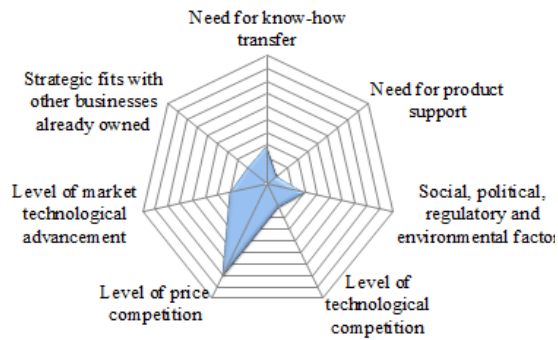 Need for know-how
transfer
Need for product
support
Social, political,
regulatory and
environmental factor
Level of
technological
competition
Level of price
competition
Level of market
technological
advancement
Strategic fits with
other businesses
already owned